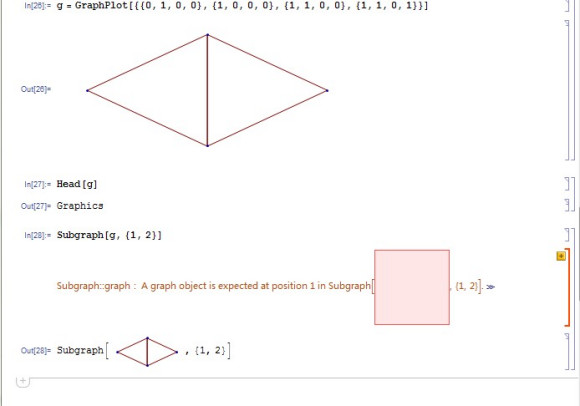 In[26]:= g = GraphPlot[{{0, 1, 0, 0}, {1, 0, 0, 0}, {1, 1, 0, 0}, {1, 1, 0, 1}}]
Out[26]=
In[27]:= Head[g]
Out[27]= Graphics
In[28]:= Subgraph[g, {1, 2}]
Subgraph::graph : A graph object is expected at position 1 in Subgraph[ , {1, 2}]. >>
Out[28]= Subgraph[ , {1, 2}]